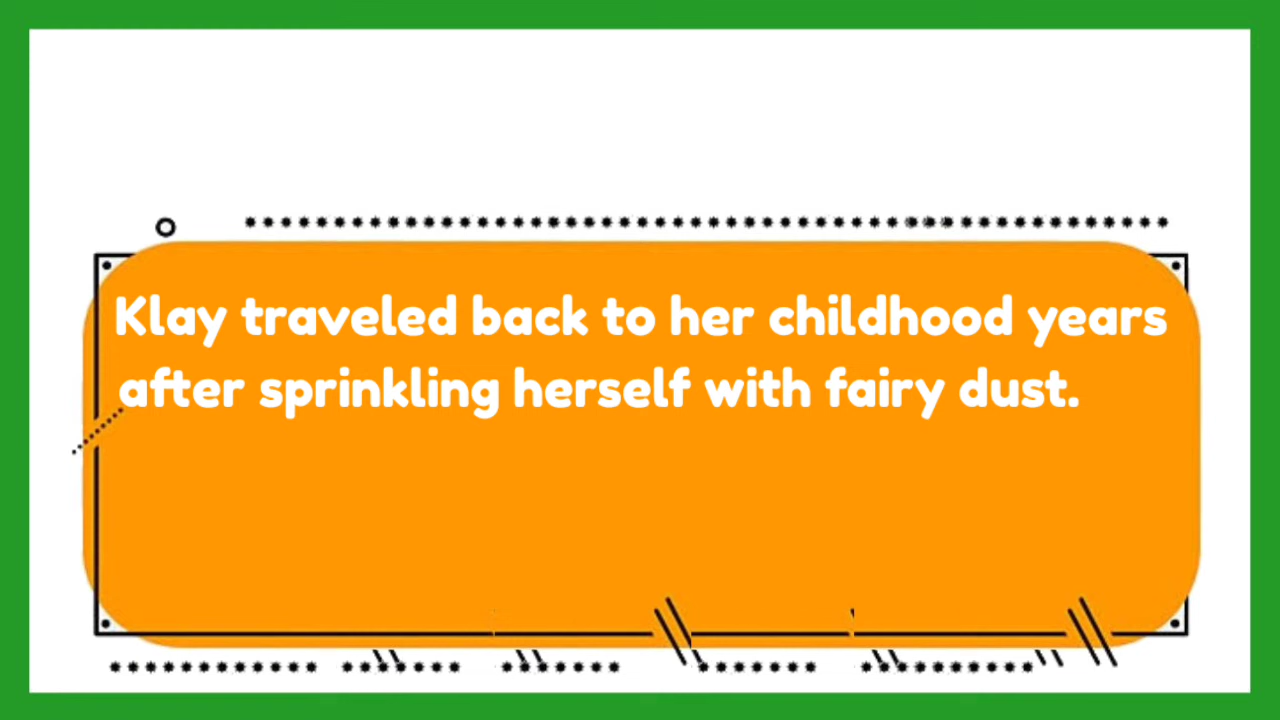 Klay traveled back to her childhood years
after sprinkling herself with fairy dust.